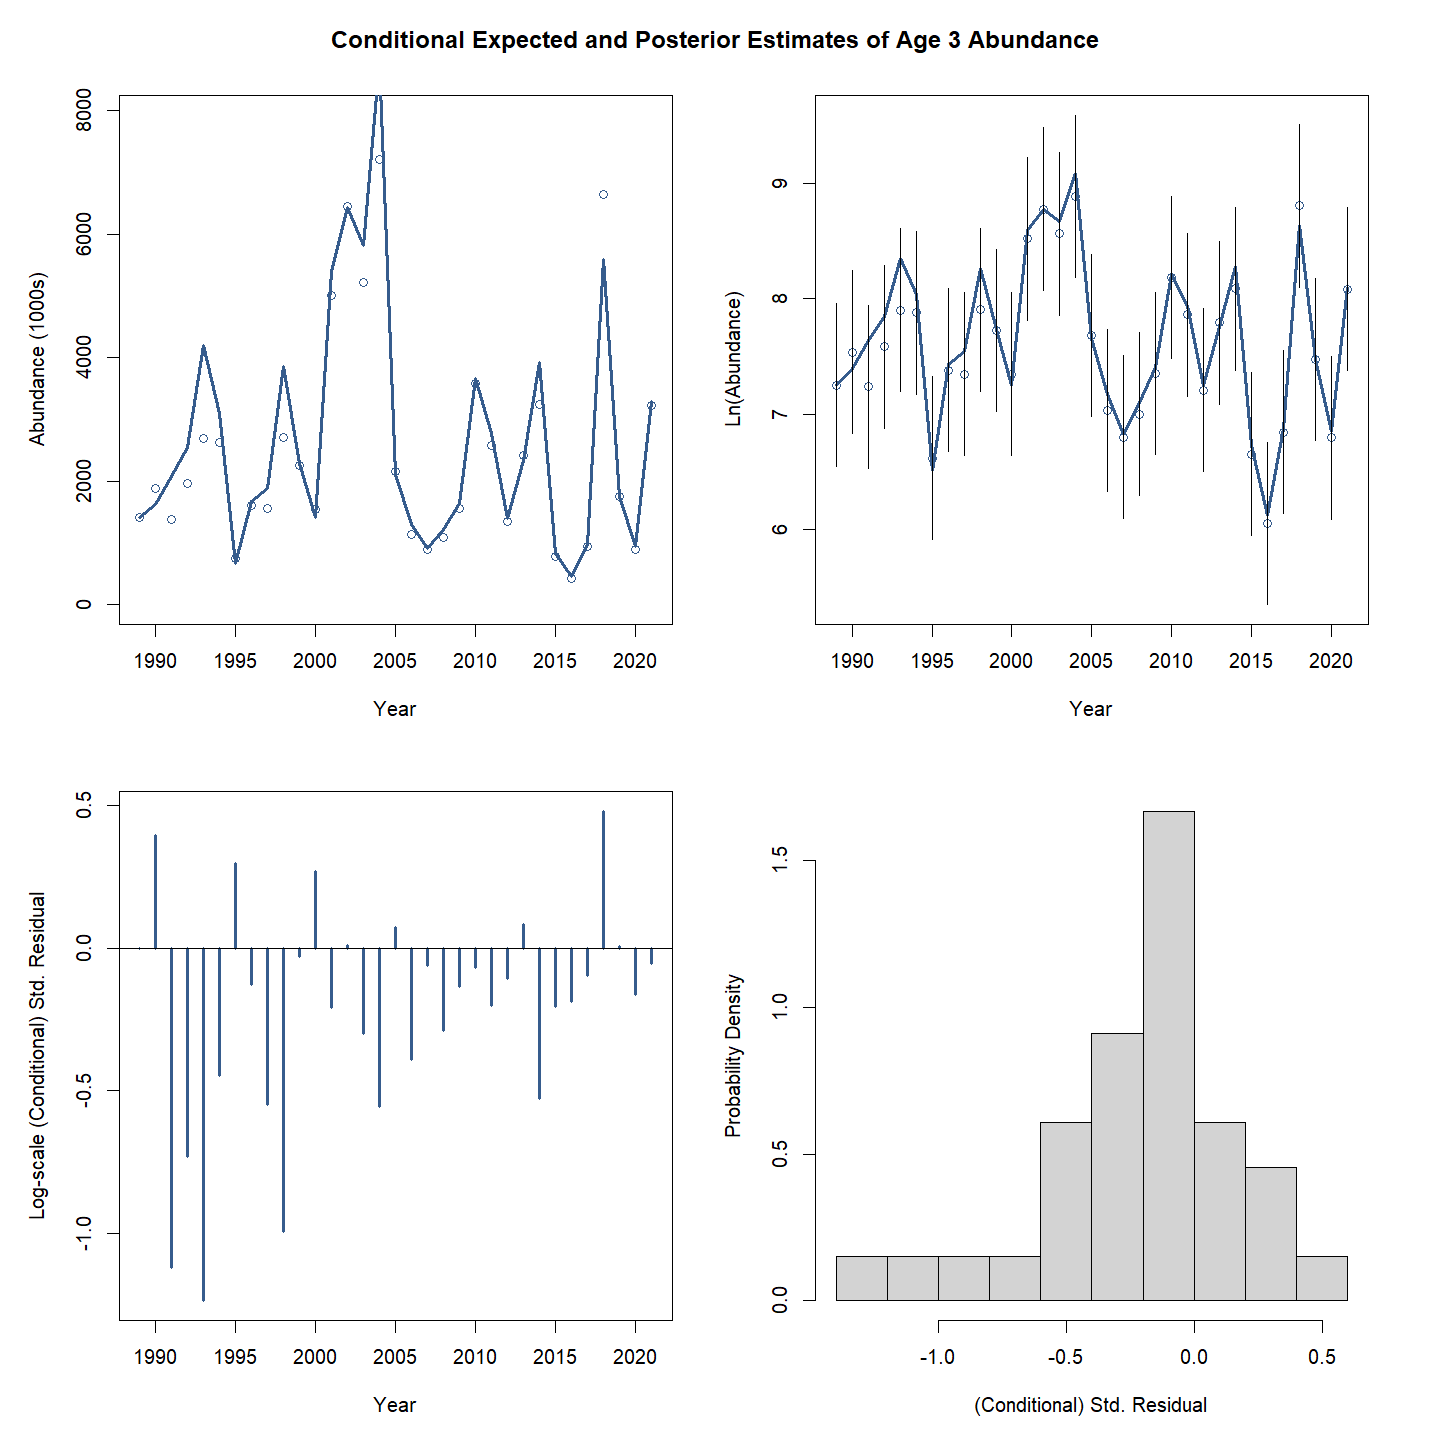 Conditional Expected and Posterior Estimates of Age 3 Abundance
Abundance (1000s)
8000
6000
4000
2000
0
1990 1995 2000 2005 2010 2015 2020
Year
Ln(Abundance)
9
8
7
6
1990 1995 2000 2005 2010 2015 2020
Year
Log-scale (Conditional) Std. Residual
0.5
0.0
-0.5
-1.0
1990 1995 2000 2005 2010 2015 2020
Year
Probability Density
1.5
1.0
0.5
0.0
-1.0 -0.5 0.0 0.5
(Conditional) Std. Residual